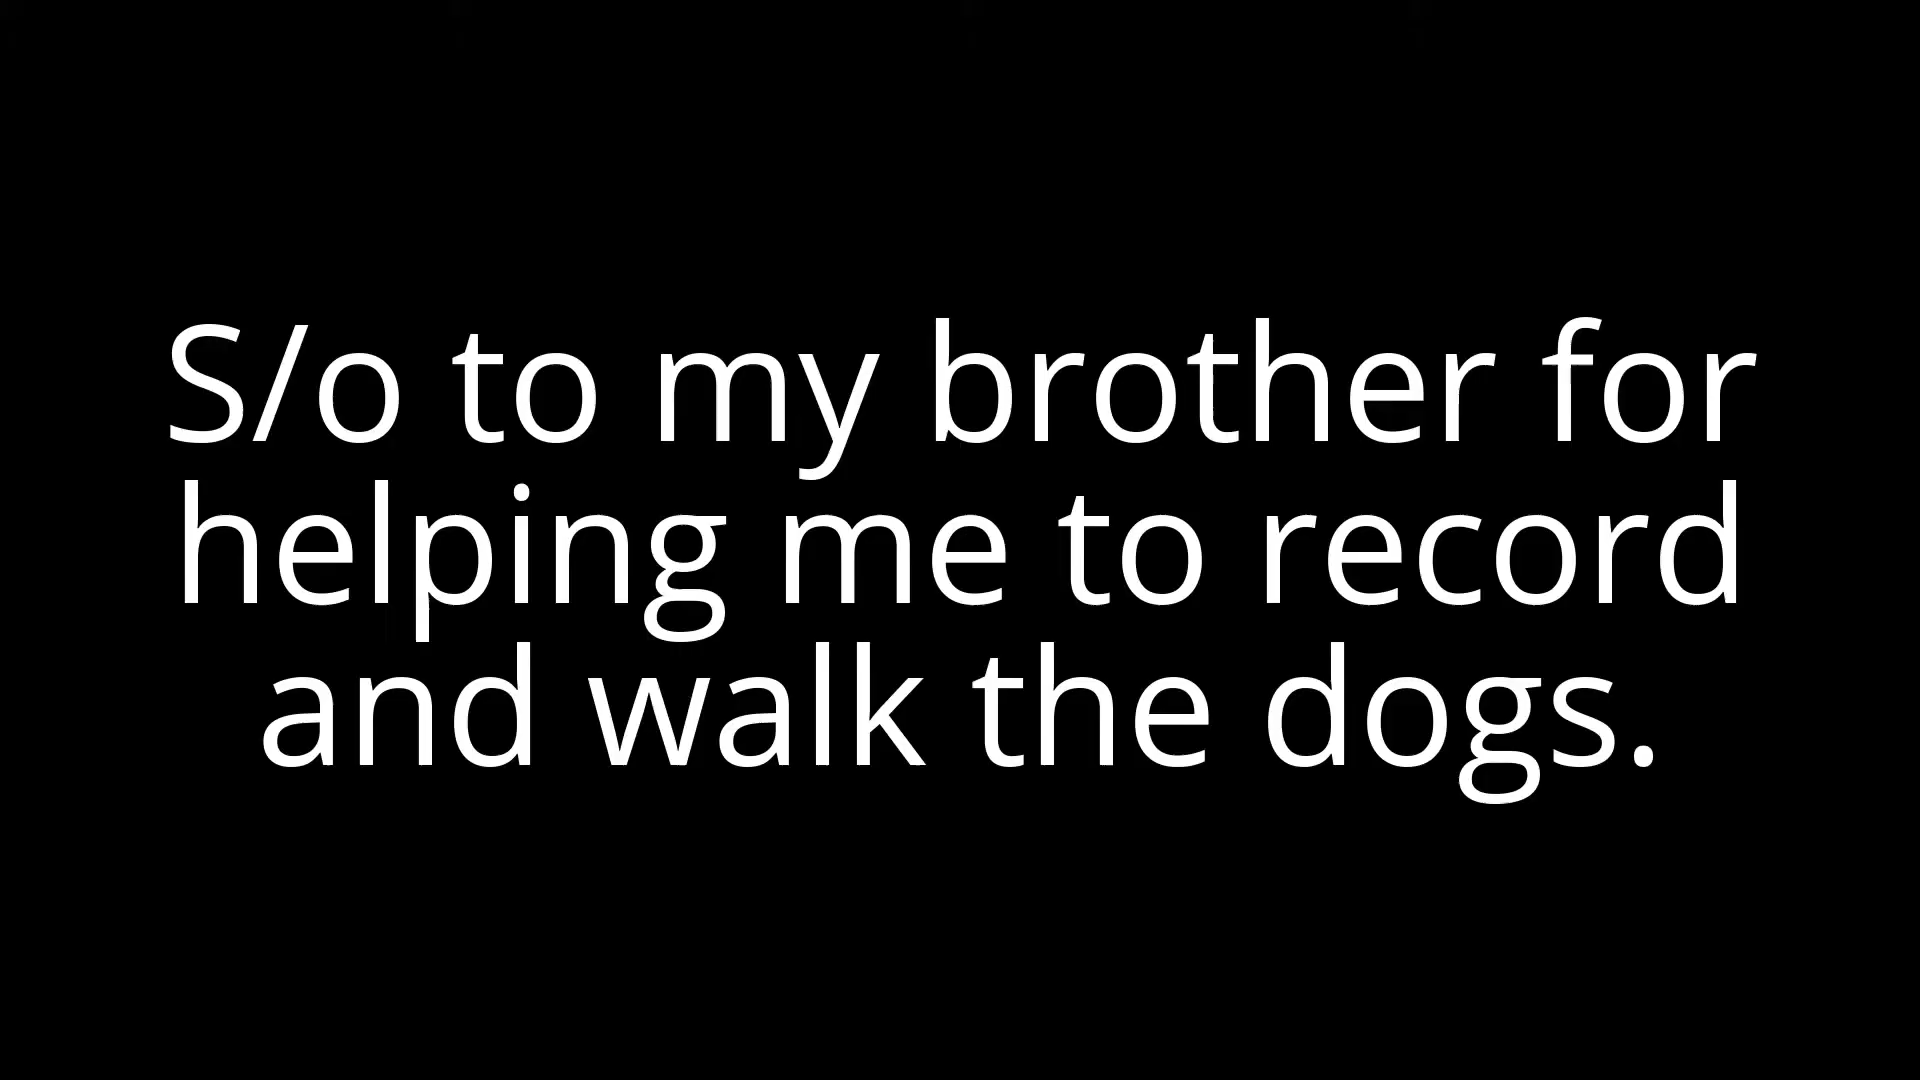 S/o to my brother for
helping me to record
and walk the dogs.